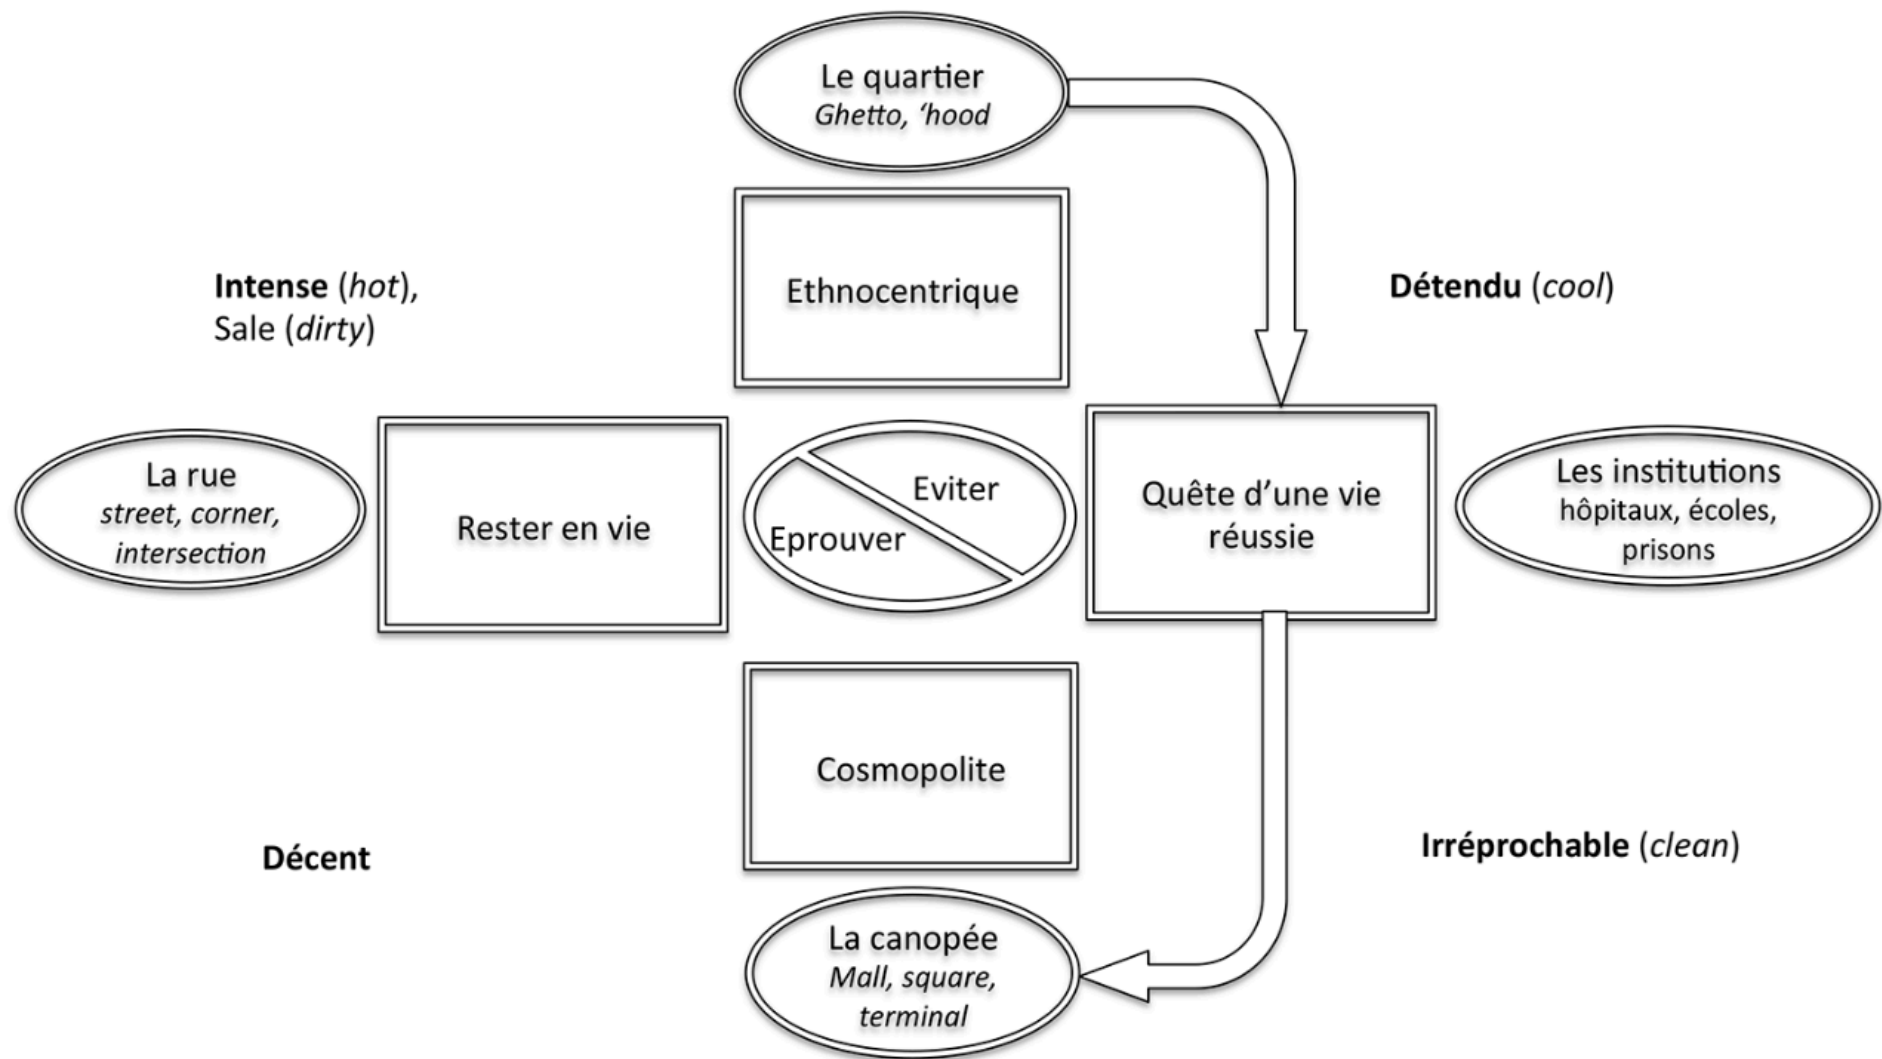 Le quartier
Ghetto, ‘hood
Intense (hot),
Sale (dirty)
Ethnocentrique
Détendu (cool)
La rue
street, corner,
intersection
Rester en vie
Eviter
Eprouver
Quête d’une vie
réussie
Les institutions
hôpitaux, écoles,
prisons
Cosmopolite
Décent
Irréprochable (clean)
La canopée
Mall, square,
terminal